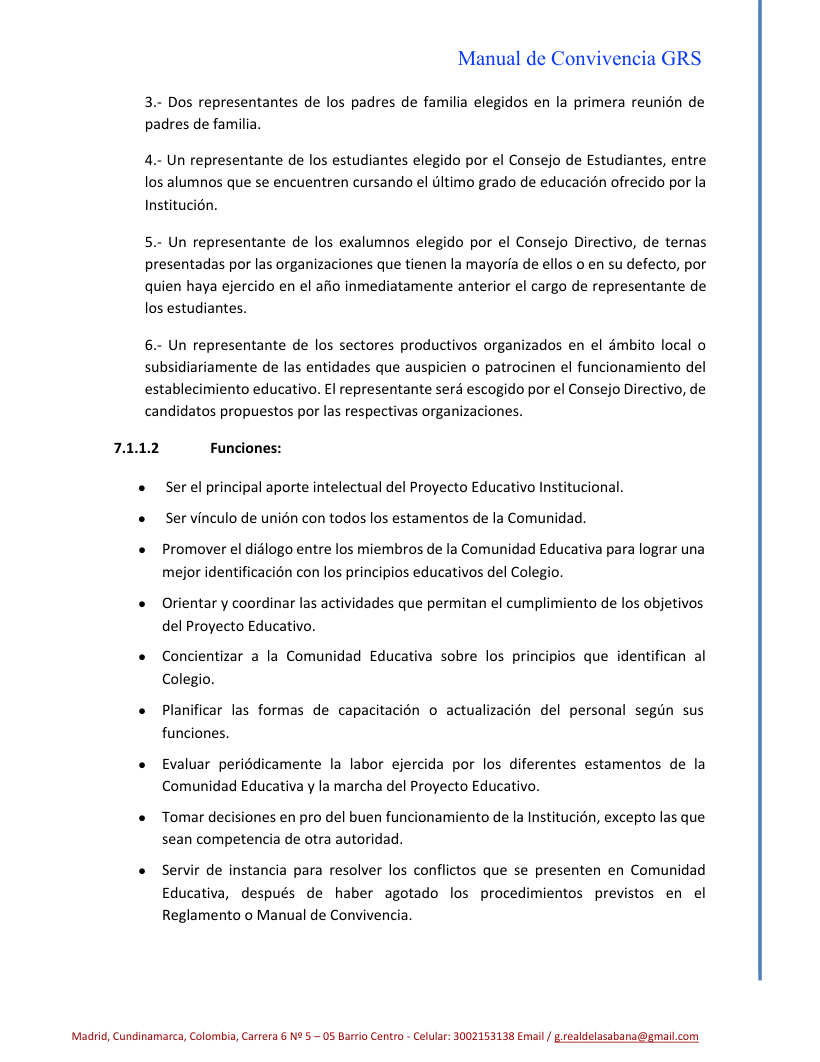 Manual de Convivencia GRS
3.- Dos representantes de los padres de familia elegidos en la primera reunión de
padres de familia.
4.- Un representante de los estudiantes elegido por el Consejo de Estudiantes, entre
los alumnos que se encuentren cursando el último grado de educación ofrecido por la
Institución.
5.- Un representante de los exalumnos elegido por el Consejo Directivo, de ternas
presentadas por las organizaciones que tienen la mayoría de ellos o en su defecto, por
quien haya ejercido en el año inmediatamente anterior el cargo de representante de
los estudiantes.
6.- Un representante de los sectores productivos organizados en el ámbito local o
subsidiariamente de las entidades que auspicien o patrocinen el funcionamiento del
establecimiento educativo. El representante será escogido por el Consejo Directivo, de
candidatos propuestos por las respectivas organizaciones.
7.1.1.2 Funciones:
● Ser el principal aporte intelectual del Proyecto Educativo Institucional.
● Ser vínculo de unión con todos los estamentos de la Comunidad.
● Promover el diálogo entre los miembros de la Comunidad Educativa para lograr una
mejor identificación con los principios educativos del Colegio.
● Orientar y coordinar las actividades que permitan el cumplimiento de los objetivos
del Proyecto Educativo.
● Concientizar a la Comunidad Educativa sobre los principios que identifican al
Colegio.
● Planificar las formas de capacitación o actualización del personal según sus
funciones.
● Evaluar periódicamente la labor ejercida por los diferentes estamentos de la
Comunidad Educativa y la marcha del Proyecto Educativo.
● Tomar decisiones en pro del buen funcionamiento de la Institución, excepto las que
sean competencia de otra autoridad.
● Servir de instancia para resolver los conflictos que se presenten en Comunidad
Educativa, después de haber agotado los procedimientos previstos en el
Reglamento o Manual de Convivencia.
Madrid, Cundinamarca, Colombia, Carrera 6 Nº 5 – 05 Barrio Centro - Celular: 3002153138 Email / g.realdelasabana@gmail.com